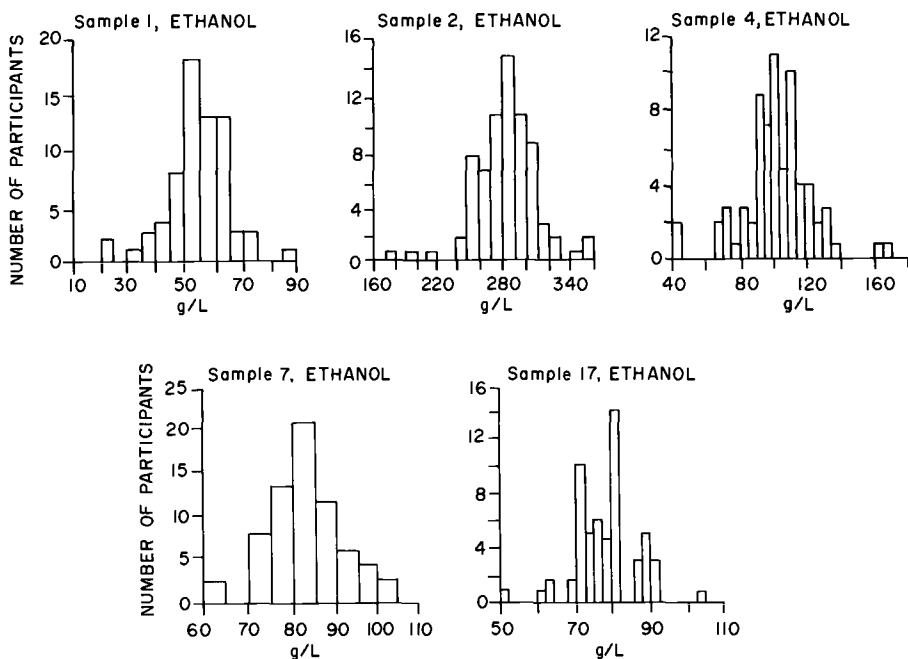 Sample 1, ETHANOL
NUMBER OF PARTICIPANTS
20
15
10
5
0
10 30 50 70 90
g/L
Sample 2, ETHANOL
16
12
8
4
0
160 220 280 340
g/L
Sample 4, ETHANOL
12
8
4
0
40 80 120 160
g/L
Sample 7, ETHANOL
NUMBER OF PARTICIPANTS
25
20
15
10
5
0
60 70 80 90 100 110
g/L
Sample 17, ETHANOL
16
12
8
4
0
50 70 90 110
g/L